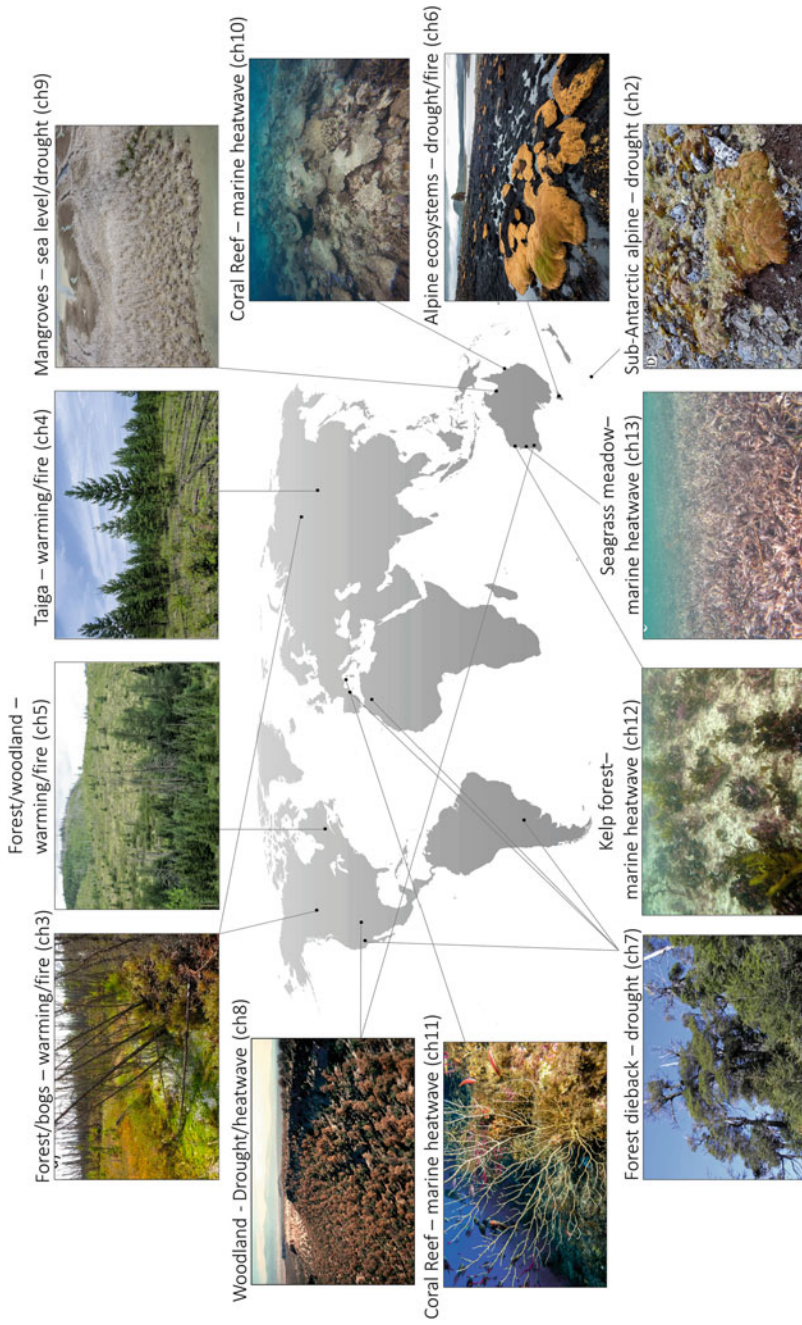 Forest/bogs – warming/fire (ch3)
Forest/woodland –
warming/fire (ch5)
Taiga – warming/fire (ch4)
Mangroves – sea level/drought (ch9)
Woodland - Drought/heatwave (ch8)
Coral Reef – marine heatwave (ch10)
Coral Reef – marine heatwave (ch11)
Alpine ecosystems – drought/fire (ch6)
Forest dieback – drought (ch7)
Kelp forest–
marine heatwave (ch12)
Seagrass meadow–
marine heatwave (ch13)
Sub-Antarctic alpine – drought (ch2)